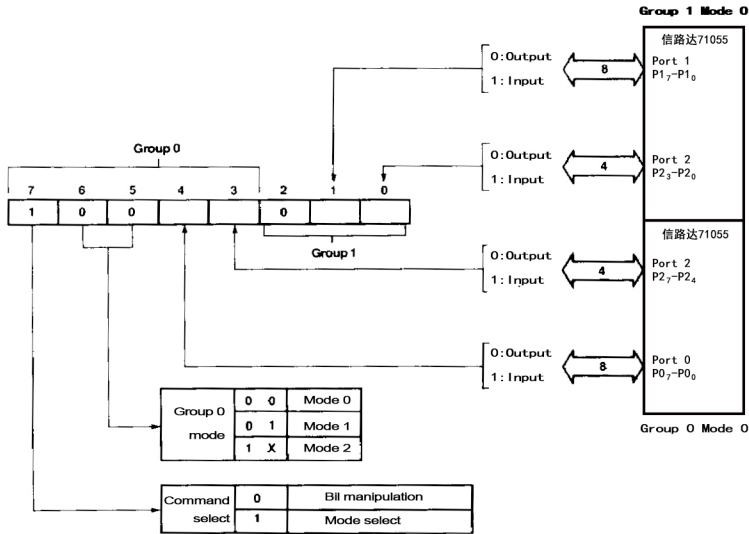 Group 1 Mode 0
信路达71055
0:Output
1:Input
8
Port 1
P1₇-P1₀
Group 0
0:Output
1:Input
4
Port 2
P2₃-P2₀
7 6 5 4 3 2 1 0
1 0 0 0
信路达71055
Group 1
0:Output
1:Input
4
Port 2
P2₇-P2₄
0:Output
1:Input
8
Port 0
P0₇-P0₀
Group 0 mode
0 0 Mode 0
0 1 Mode 1
1 X Mode 2
Group 0 Mode 0
Command select
0 Bil manipulation
1 Mode select